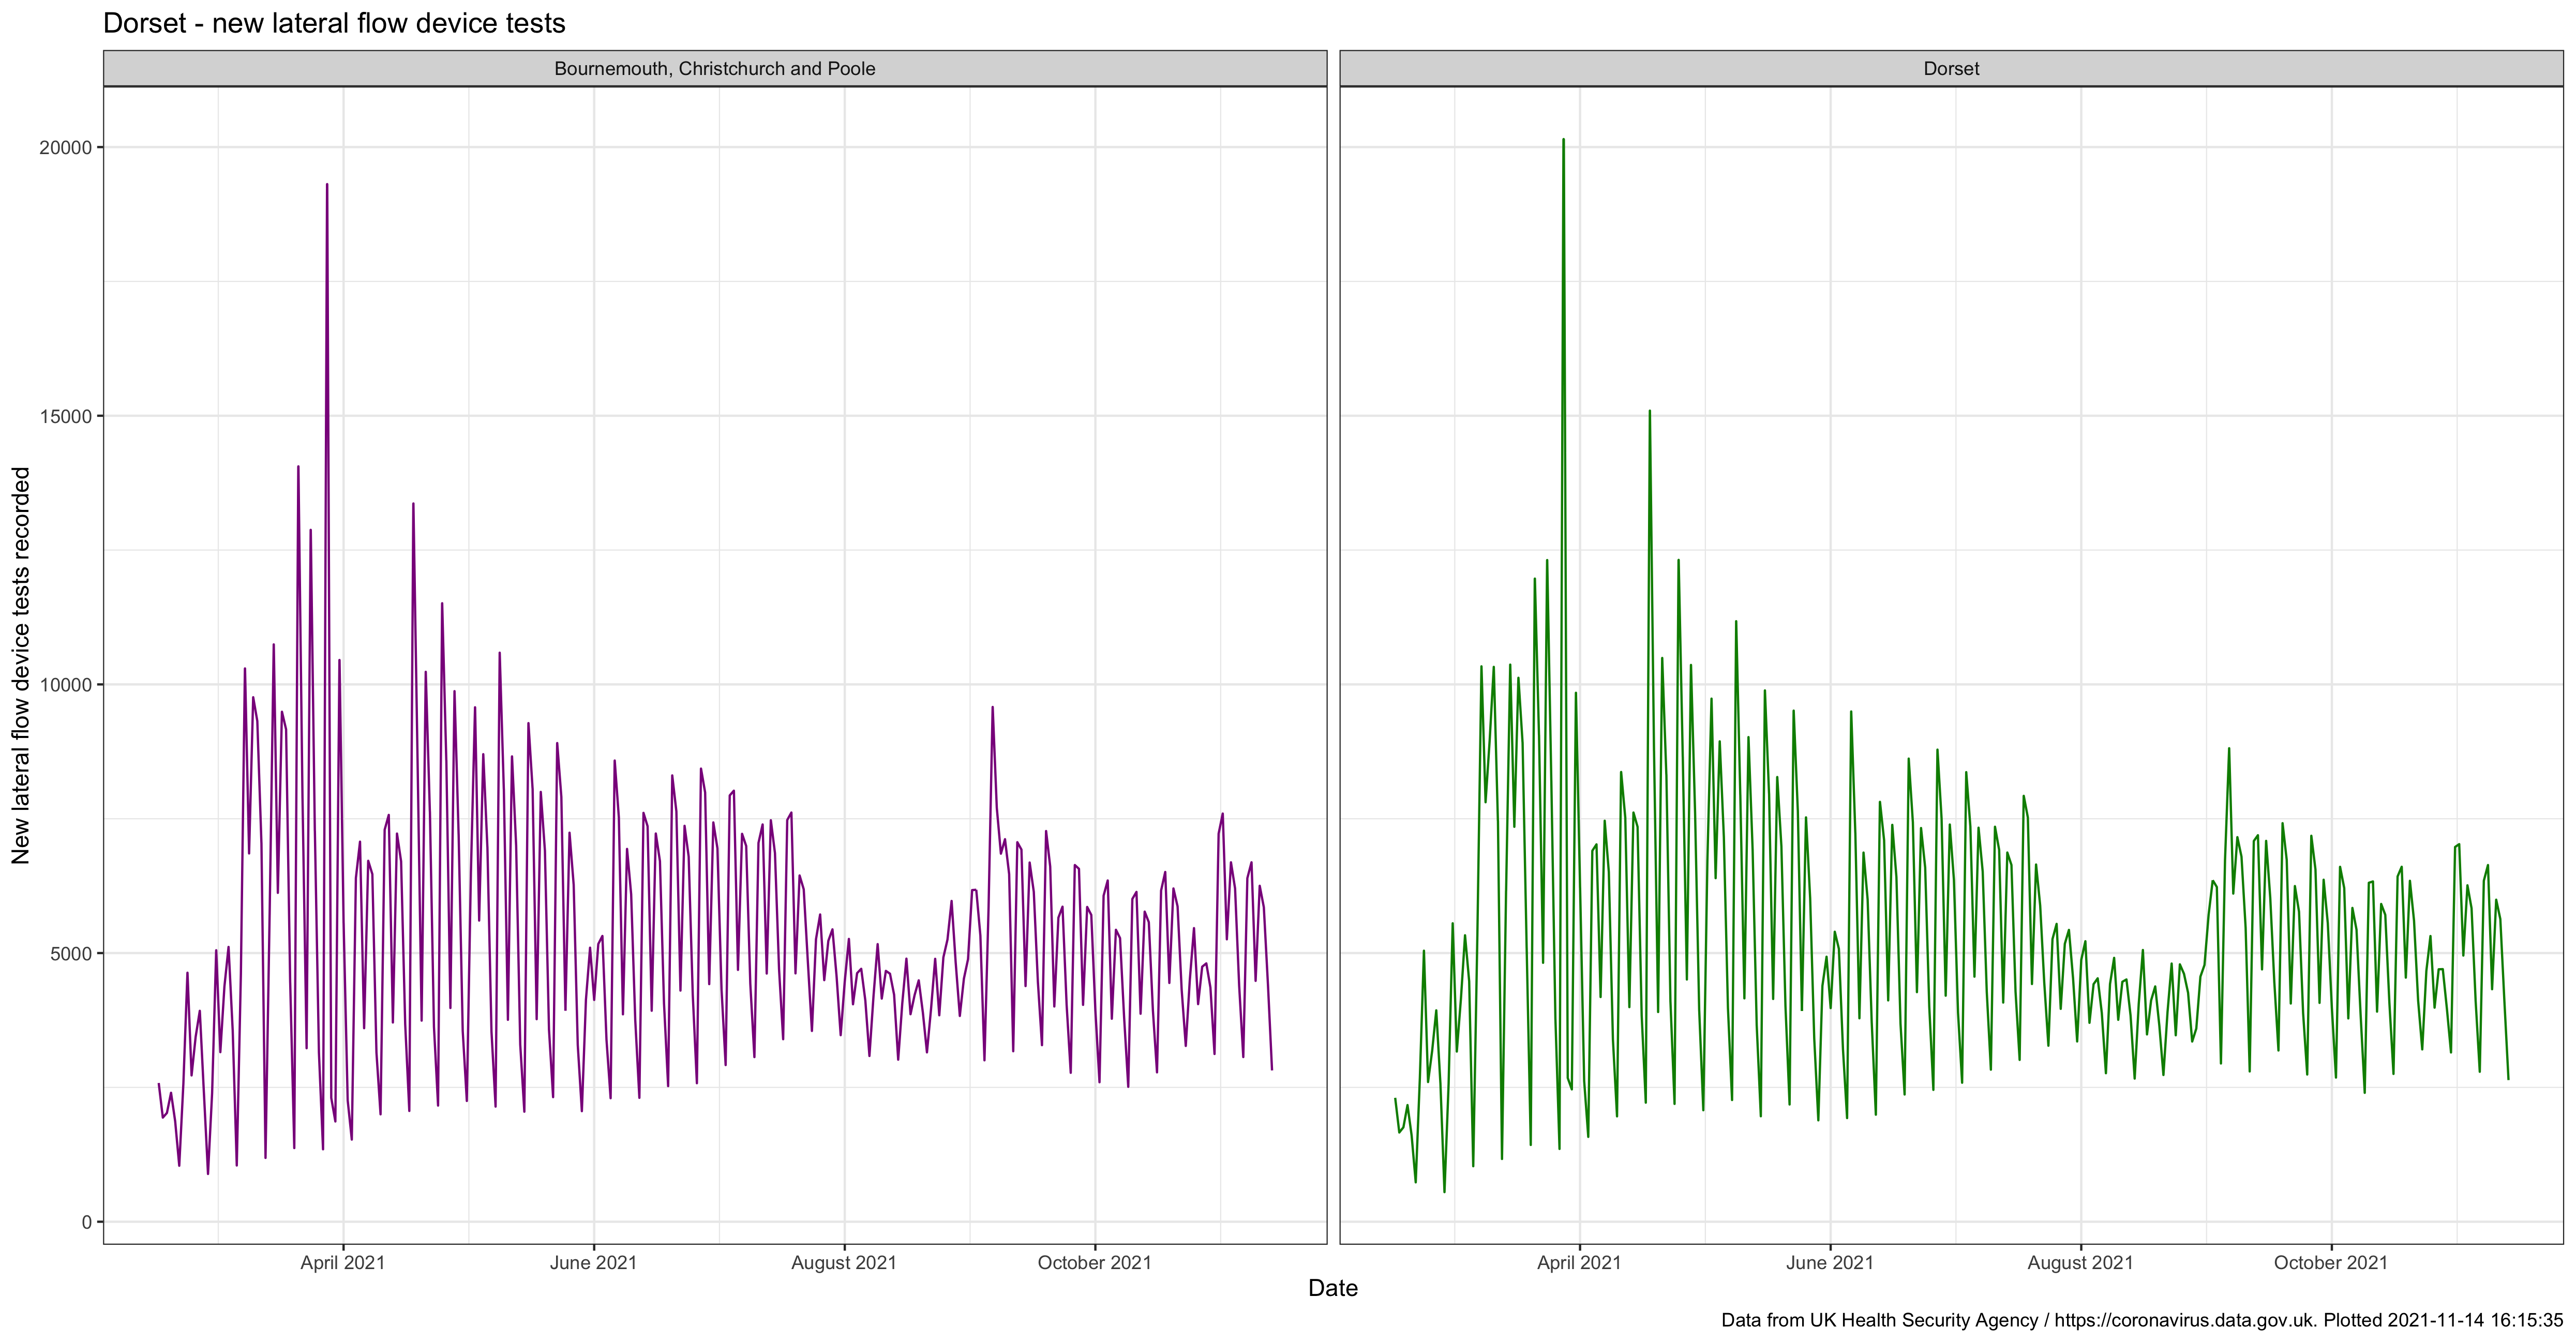 Dorset - new lateral flow device tests
Bournemouth, Christchurch and Poole
Dorset
New lateral flow device tests recorded
20000
15000
10000
5000
0
April 2021
June 2021
August 2021
October 2021
April 2021
June 2021
August 2021
October 2021
Date
Data from UK Health Security Agency / https://coronavirus.data.gov.uk. Plotted 2021-11-14 16:15:35